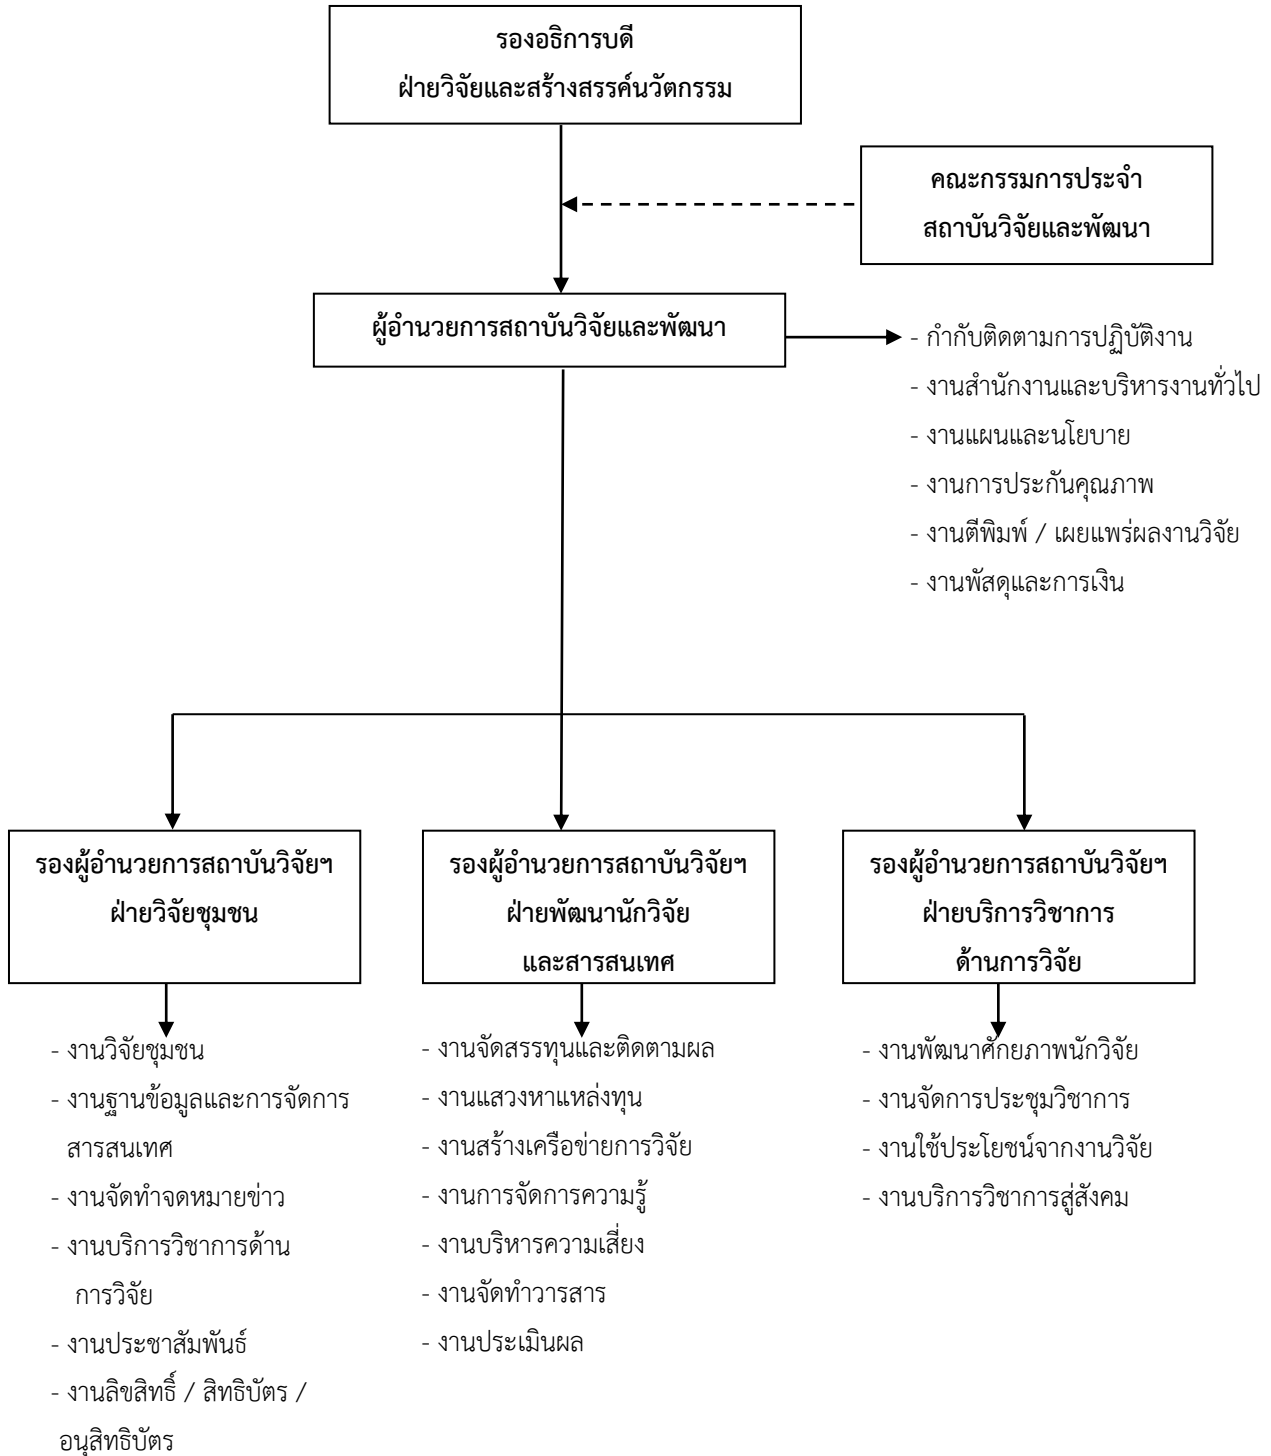 รองอธิการบดี
ฝ่ายวิจัยและสร้างสรรค์นวัตกรรม
คณะกรรมการประจำ
สถาบันวิจัยและพัฒนา
ผู้อำนวยการสถาบันวิจัยและพัฒนา
- กำกับติดตามการปฏิบัติงาน
- งานสำนักงานและบริหารงานทั่วไป
- งานแผนและนโยบาย
- งานการประกันคุณภาพ
- งานตีพิมพ์ / เผยแพร่ผลงานวิจัย
- งานพัสดุและการเงิน
รองผู้อำนวยการสถาบันวิจัยฯ
ฝ่ายวิจัยชุมชน
- งานวิจัยชุมชน
- งานฐานข้อมูลและการจัดการ
สารสนเทศ
- งานจัดทำจดหมายข่าว
- งานบริการวิชาการด้าน
การวิจัย
- งานประชาสัมพันธ์
- งานลิขสิทธิ์ / สิทธิบัตร /
อนุสิทธิบัตร
รองผู้อำนวยการสถาบันวิจัยฯ
ฝ่ายพัฒนานักวิจัย
และสารสนเทศ
- งานจัดสรรทุนและติดตามผล
- งานแสวงหาแหล่งทุน
- งานสร้างเครือข่ายการวิจัย
- งานการจัดการความรู้
- งานบริหารความเสี่ยง
- งานจัดทำวารสาร
- งานประเมินผล
รองผู้อำนวยการสถาบันวิจัยฯ
ฝ่ายบริการวิชาการ
ด้านการวิจัย
- งานพัฒนาศักยภาพนักวิจัย
- งานจัดการประชุมวิชาการ
- งานใช้ประโยชน์จากงานวิจัย
- งานบริการวิชาการสู่สังคม